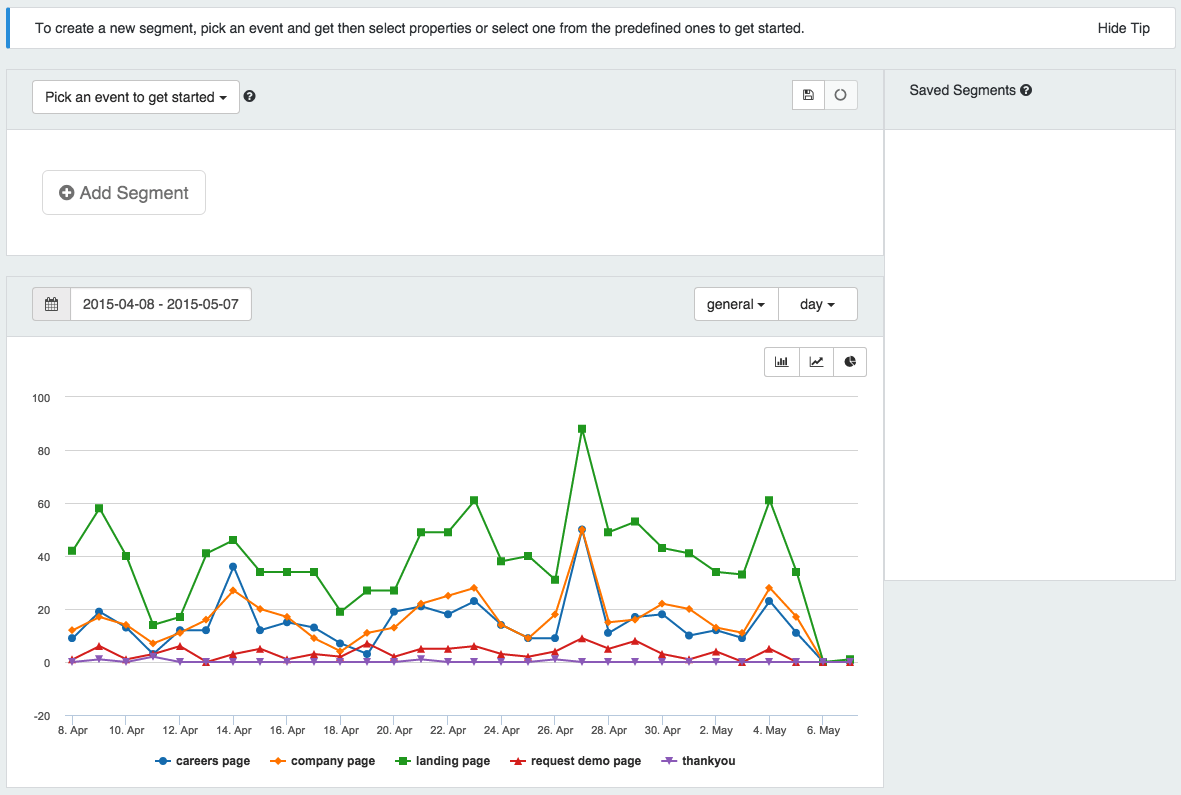 To create a new segment, pick an event and get then select properties or select one from the predefined ones to get started.
Hide Tip
Pick an event to get started
Saved Segments
Add Segment
2015-04-08 - 2015-05-07
general
day
100
80
60
40
20
0
-20
8. Apr 10. Apr 12. Apr 14. Apr 16. Apr 18. Apr 20. Apr 22. Apr 24. Apr 26. Apr 28. Apr 30. Apr 2. May 4. May 6. May
careers page company page landing page request demo page thankyou